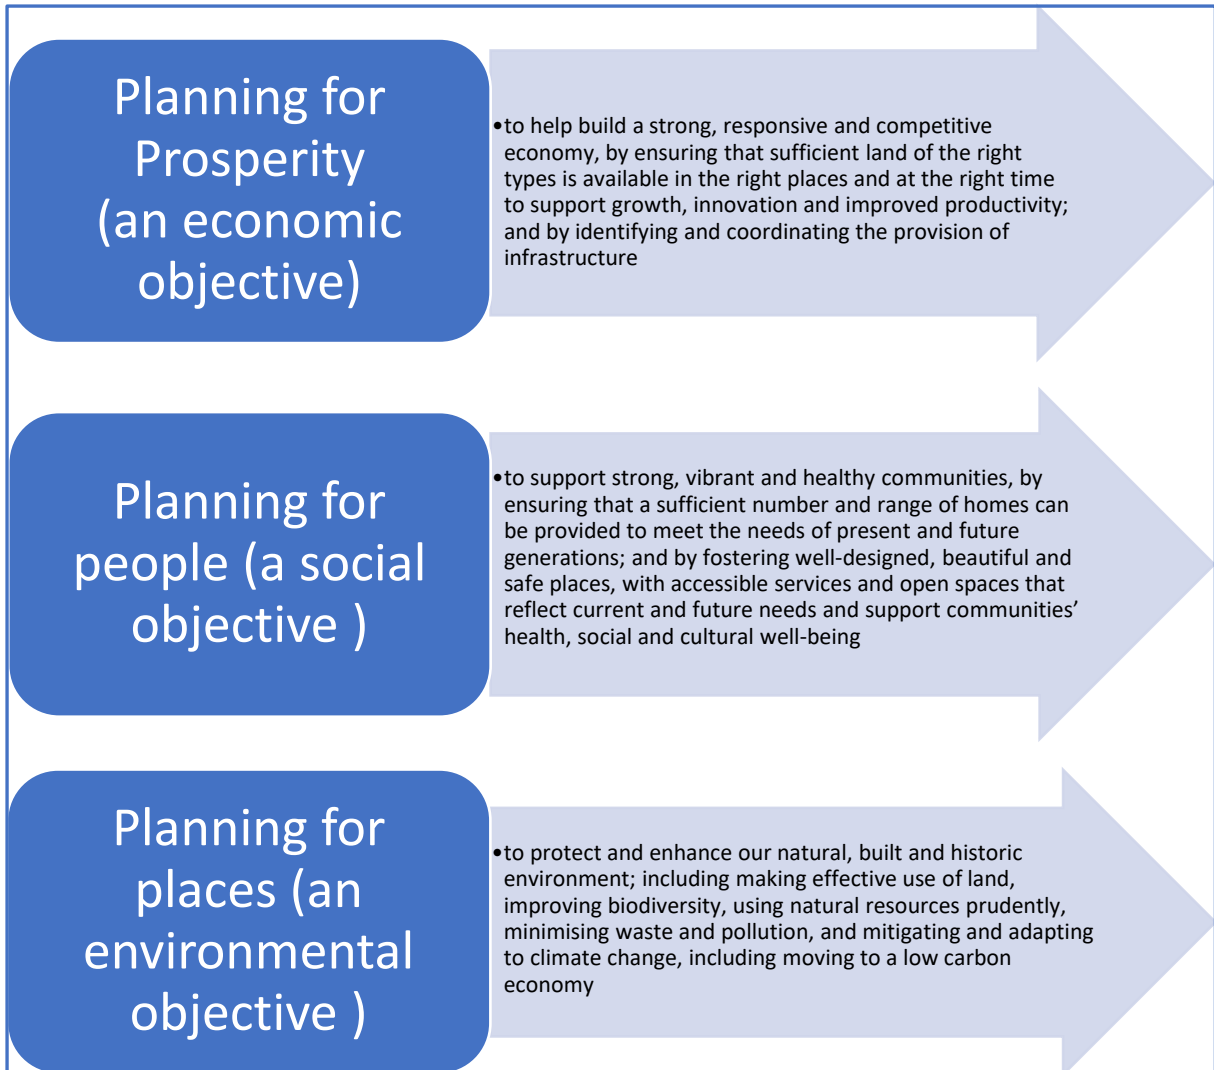 Planning for
Prosperity
(an economic
objective)
•to help build a strong, responsive and competitive
economy, by ensuring that sufficient land of the right
types is available in the right places and at the right time
to support growth, innovation and improved productivity;
and by identifying and coordinating the provision of
infrastructure
Planning for
people (a social
objective )
•to support strong, vibrant and healthy communities, by
ensuring that a sufficient number and range of homes can
be provided to meet the needs of present and future
generations; and by fostering well-designed, beautiful and
safe places, with accessible services and open spaces that
reflect current and future needs and support communities’
health, social and cultural well-being
Planning for
places (an
environmental
objective )
•to protect and enhance our natural, built and historic
environment; including making effective use of land,
improving biodiversity, using natural resources prudently,
minimising waste and pollution, and mitigating and adapting
to climate change, including moving to a low carbon
economy